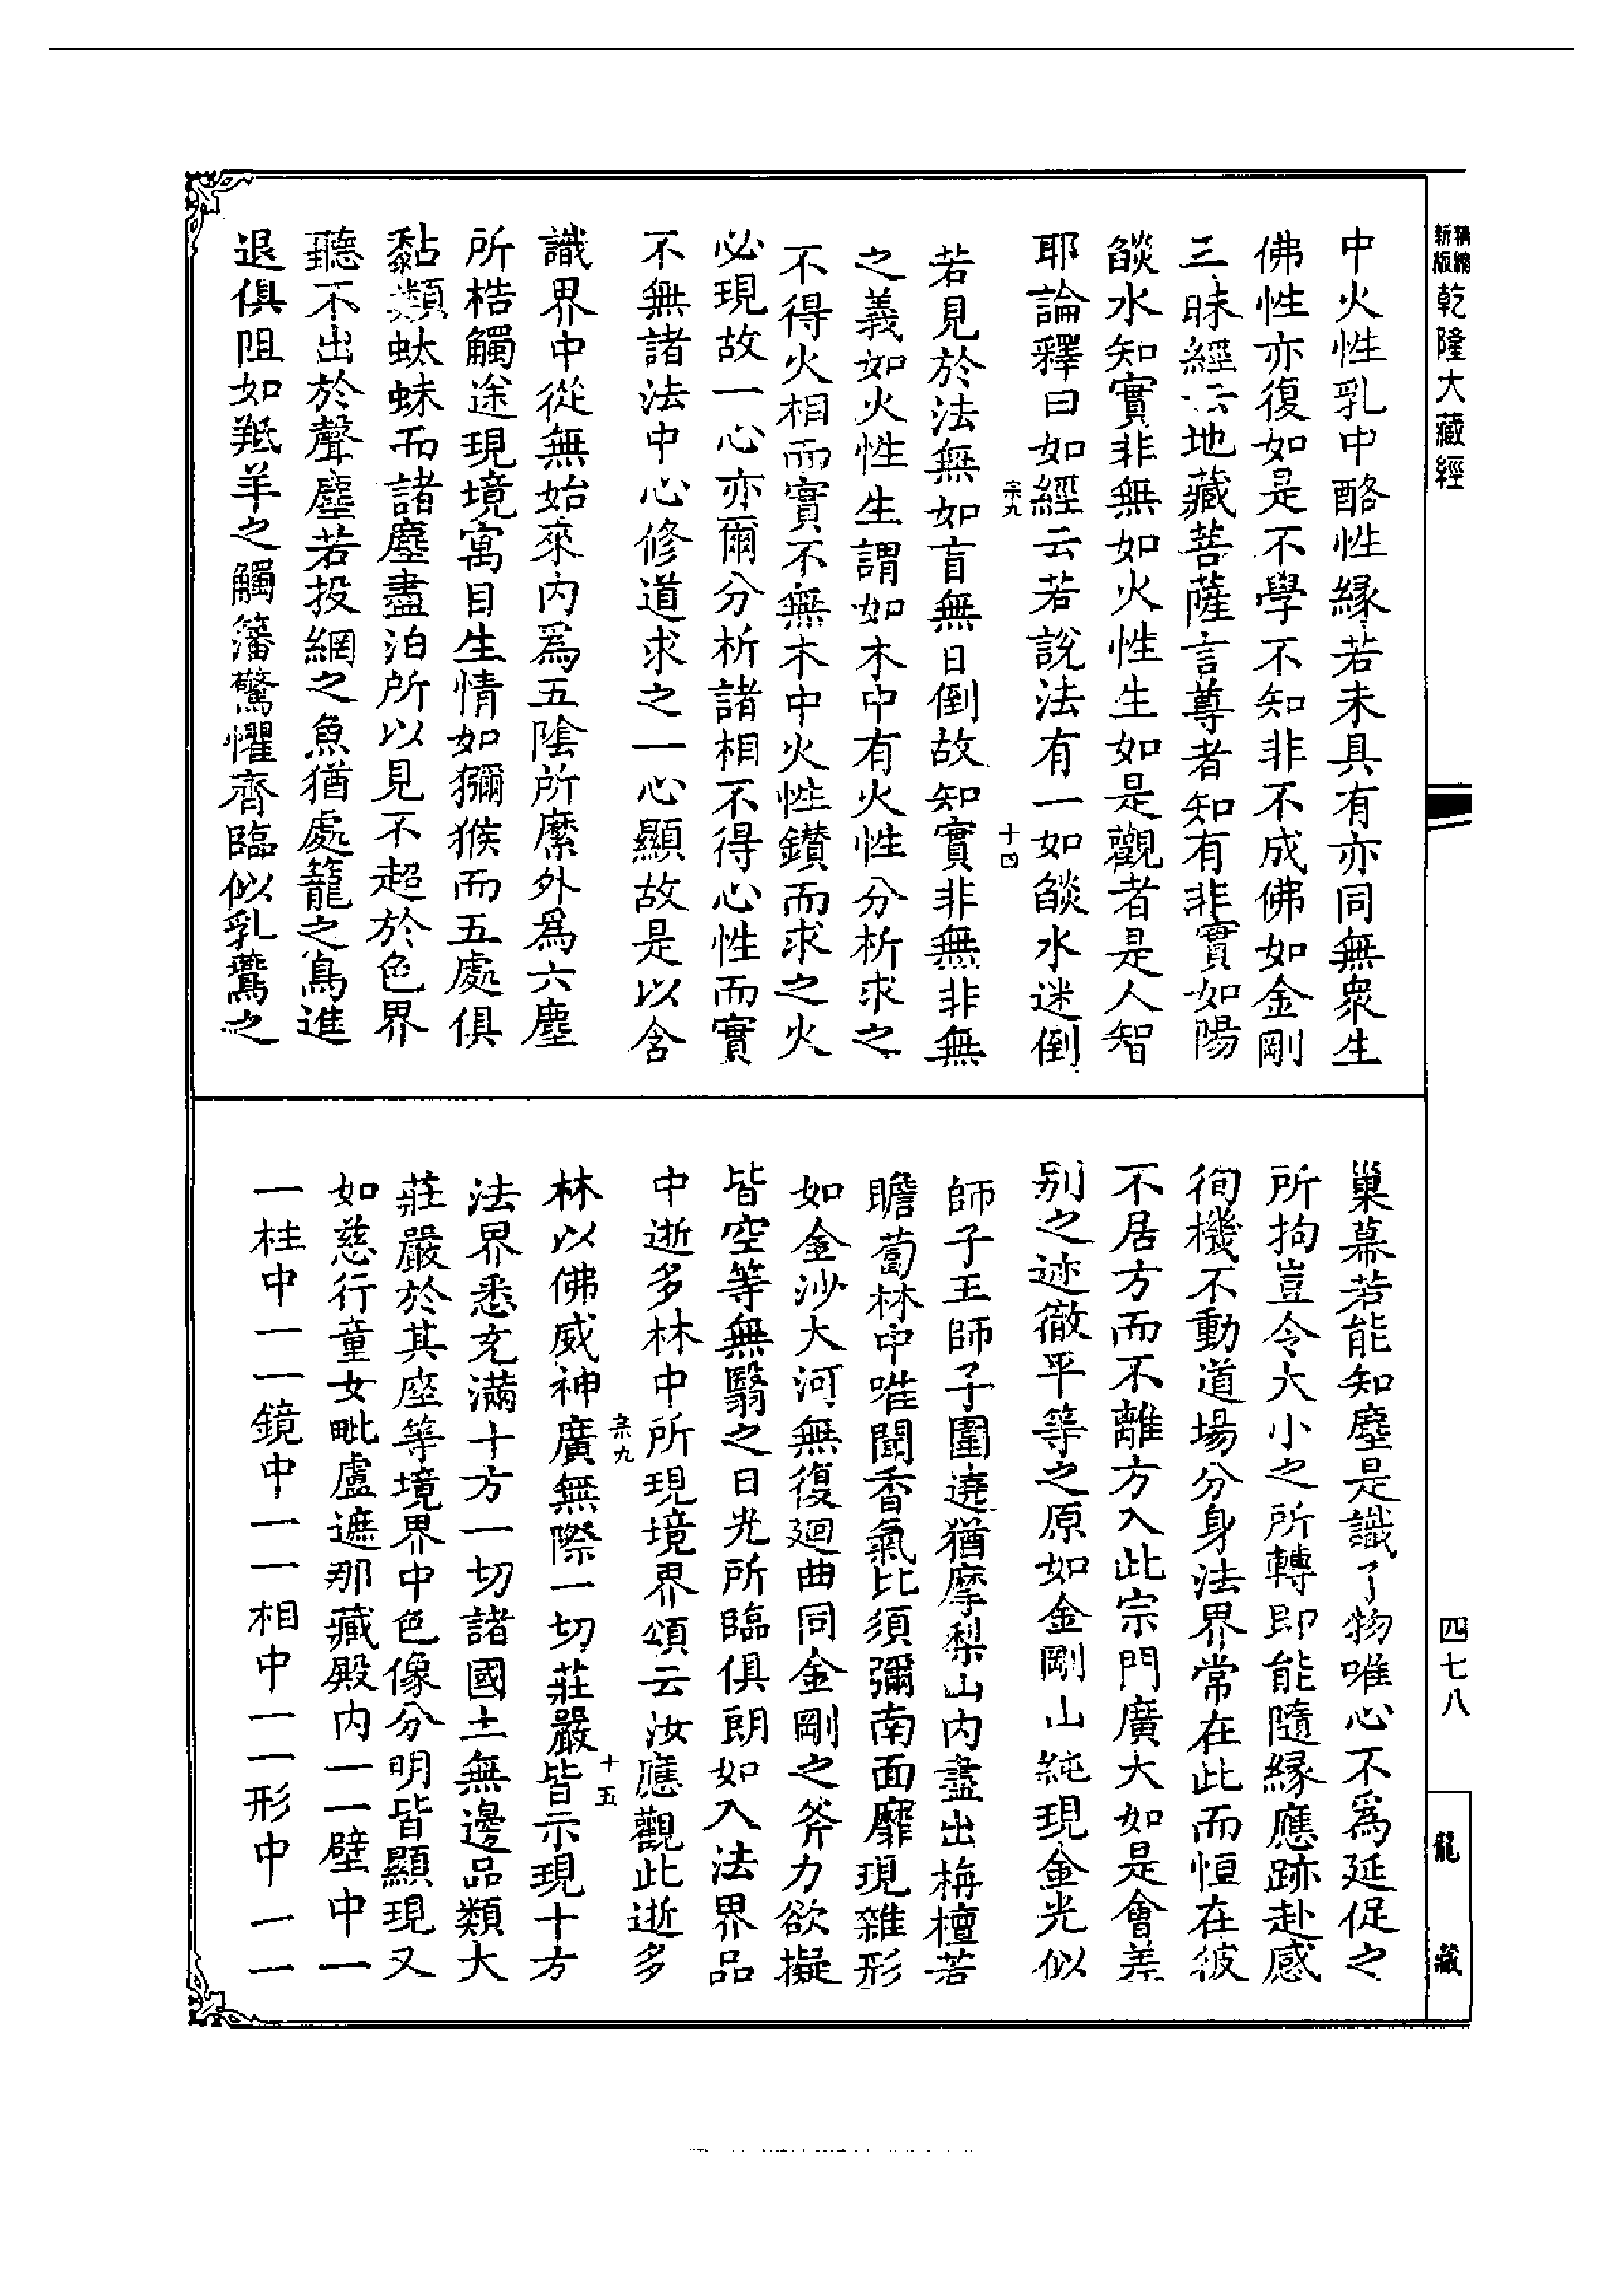 新版
精縮
乾隆大藏經
中火性乳中酪性緣若未具有亦同無衆生
佛性亦復如是不學不知非不成佛如金剛
三昧經云地藏菩薩言尊者知有非實如陽
餤水知實非無如火性生如是觀者是人智
耶論釋曰如經云若說法有一如餤水迷倒
宗九
十四
若見於法無如盲無日倒故知實非無非無
之義如火性生謂如木中有火性分析求之
不得火相而實不無木中火性鑽而求之火
必現故一心亦爾分析諸相不得心性而實
不無諸法中心修道求之一心顯故是以含
識界中從無始來內爲五陰所縻外爲六塵
所梏觸途現境寓目生情如獼猴而五處俱
黏類蚨蛛而諸塵盡泊所以見不超於色界
聽不出於聲塵若投網之魚猶處籠之鳥進
退俱阻如羝羊之觸籓驚懼齊臨似乳鷰之
巢幕若能知塵是識了物唯心不爲延促之
所拘豈令大小之所轉即能隨緣應跡赴感
徇機不動道場分身法界常在此而恒在彼
不居方而不離方入此宗門廣大如是會差
别之迹徹平等之原如金剛山純現金光似
師子王師子圍遶猶摩梨山內盡出栴檀若
瞻蔔林中唯聞香氣比須彌南面靡現雜形
如金沙大河無復迴曲同金剛之斧力欲擬
皆空等無翳之日光所臨俱朗如入法界品
中逝多林中所現境界頌云汝應觀此逝多
宗九
十五
林以佛威神廣無際一切莊嚴皆示現十方
法界悉充滿十方一切諸國土無邊品類大
莊嚴於其座等境界中色像分明皆顯現又
如慈行童女毗盧遮那藏殿內一一壁中一
一柱中一一鏡中一一相中一一形中一一
四七八
龍藏